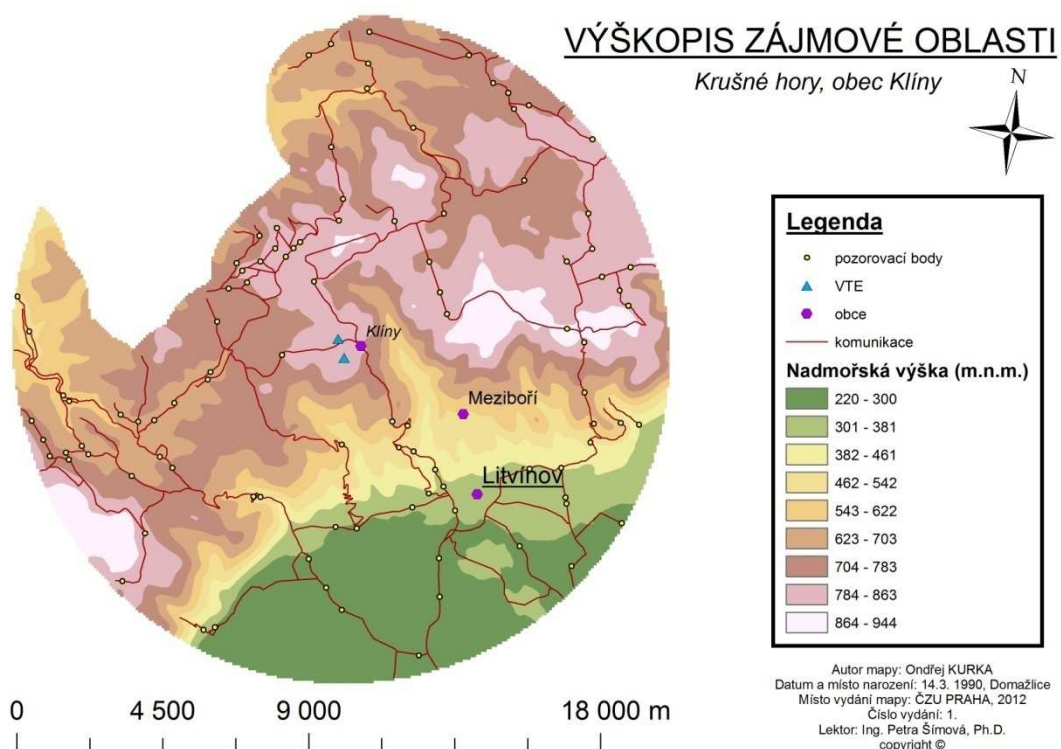 VÝŠKOPIS ZÁJMOVÉ OBLASTI
Krušné hory, obec Klíny
N
Klíny
Meziboří
Litvínov
Legenda
pozorovací body
VTE
obce
komunikace
Nadmořská výška (m.n.m.)
220 - 300
301 - 381
382 - 461
462 - 542
543 - 622
623 - 703
704 - 783
784 - 863
864 - 944
0 4 500 9 000 18 000 m
Autor mapy: Ondřej KURKA
Datum a místo narození: 14.3. 1990, Domažlice
Místo vydání mapy: ČZU PRAHA, 2012
Číslo vydání: 1.
Lektor: Ing. Petra Šímová, Ph.D.
copyright ©